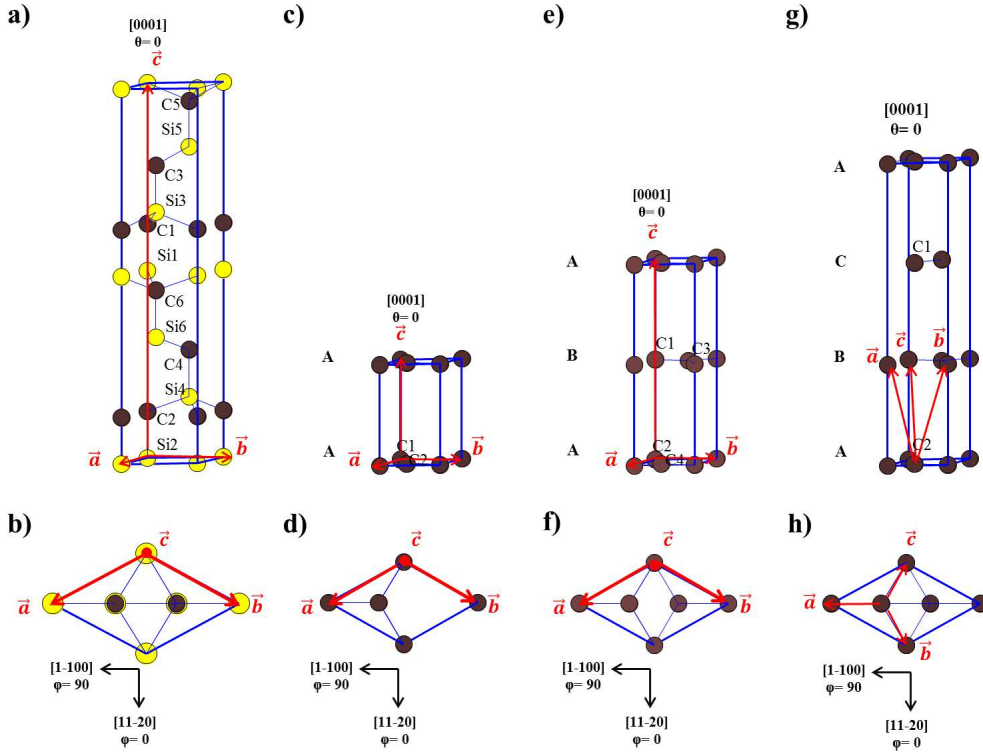 a)
[0001]
θ= 0
c
C5
Si5
C3
Si3
C1
Si1
C6
Si6
C4
Si4
C2
Si2
a
b
c)
[0001]
θ= 0
c
A
C1
A
C2
a
b
e)
[0001]
θ= 0
c
A
C1
C3
B
C2
A
C4
a
b
g)
[0001]
θ= 0
A
C1
C
c
b
B
a
C2
A
b)
c
a
b
[1-100]
φ= 90
[11-20]
φ= 0
d)
c
a
b
[1-100]
φ= 90
[11-20]
φ= 0
f)
c
a
b
[1-100]
φ= 90
[11-20]
φ= 0
h)
c
a
b
[1-100]
φ= 90
[11-20]
φ= 0